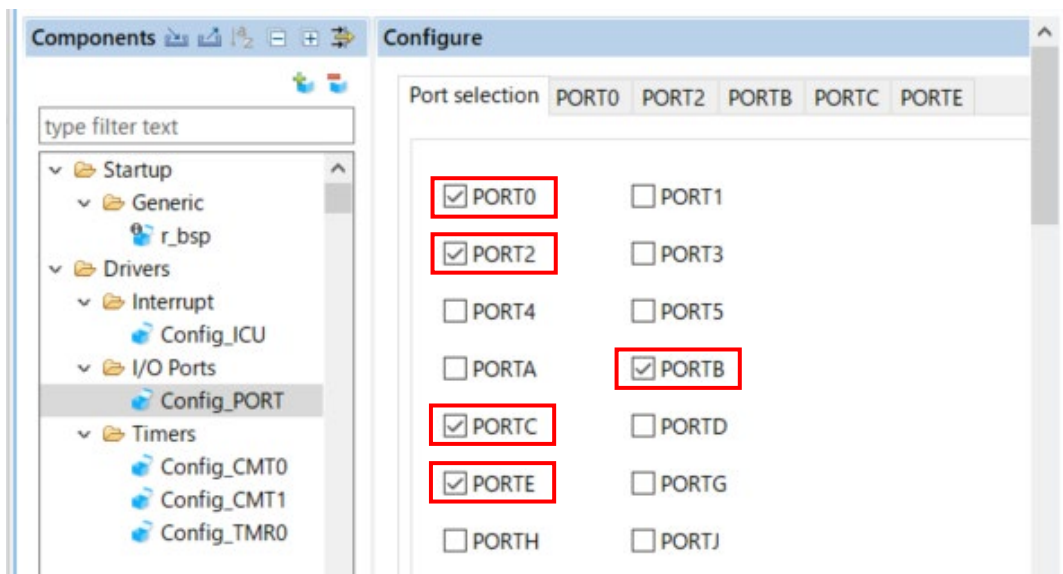 Components
Configure
type filter text
Startup
Generic
r_bsp
Drivers
Interrupt
Config_ICU
I/O Ports
Config_PORT
Timers
Config_CMT0
Config_CMT1
Config_TMR0
Port selection PORT0 PORT2 PORTB PORTC PORTE
PORT0 PORT1
PORT2 PORT3
PORT4 PORT5
PORTA PORTB
PORTC PORTD
PORTE PORTG
PORTH PORTJ